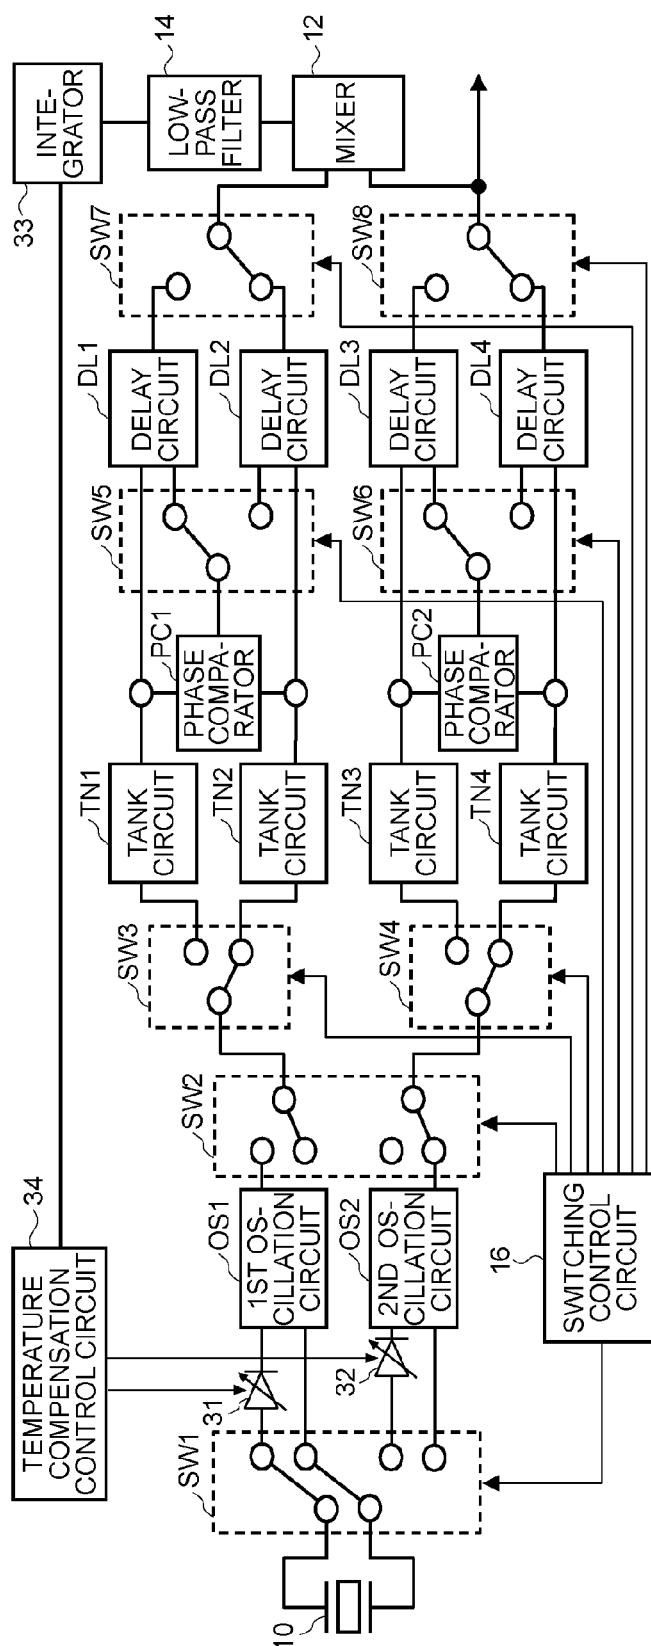 TEMPERATURE
COMPENSATION
CONTROL CIRCUIT
34
INTE-
GRATOR
33
LOW-
PASS
FILTER
14
MIXER
12
10
SW1
31
32
OS1
1ST OS-
CILLATION
CIRCUIT
OS2
2ND OS-
CILLATION
CIRCUIT
SW2
SW3
SW4
TN1
TANK
CIRCUIT
TN2
TANK
CIRCUIT
TN3
TANK
CIRCUIT
TN4
TANK
CIRCUIT
PC1
PHASE
COMPA-
RATOR
PC2
PHASE
COMPA-
RATOR
SW5
SW6
DL1
DELAY
CIRCUIT
DL2
DELAY
CIRCUIT
DL3
DELAY
CIRCUIT
DL4
DELAY
CIRCUIT
SW7
SW8
16
SWITCHING
CONTROL
CIRCUIT